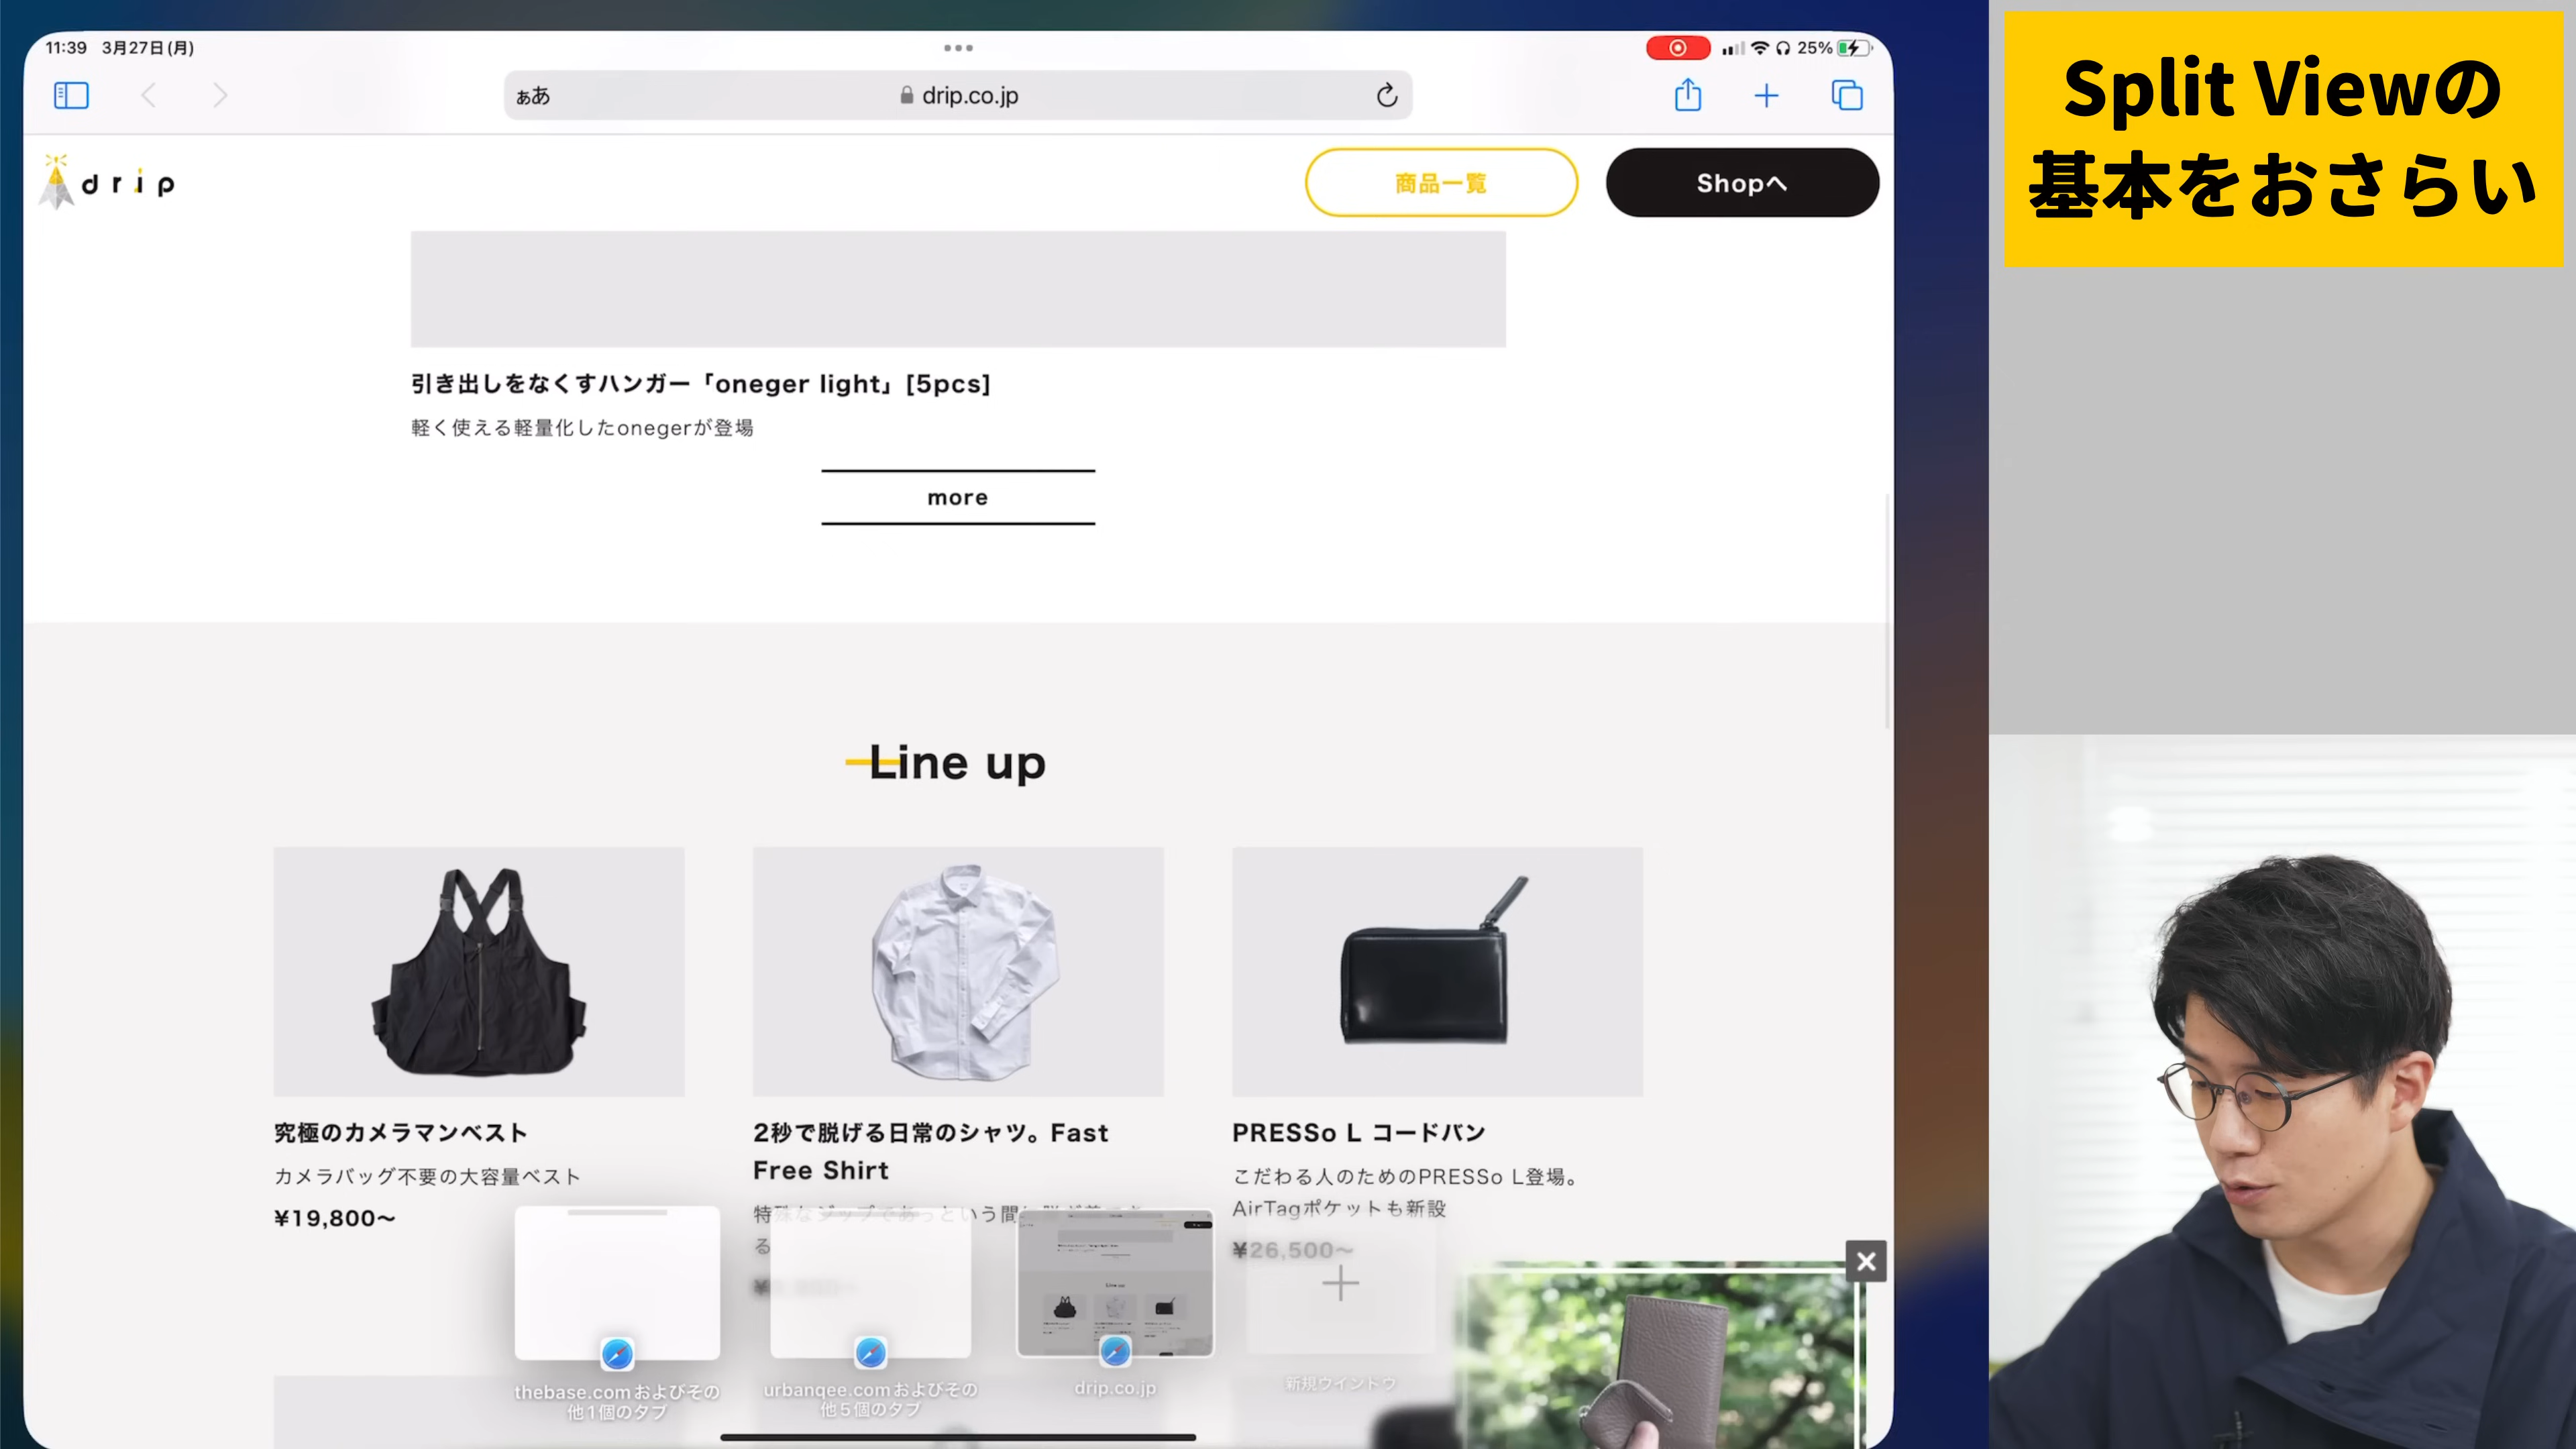 11:39 3月27日(月)
25%
ぁあ
drip.co.jp
drip
商品一覧
Shopへ
引き出しをなくすハンガー「oneger light」[5pcs]
軽く使える軽量化したonegerが登場
more
Line up
究極のカメラマンベスト
カメラバッグ不要の大容量ベスト
¥19,800~
2秒で脱げる日常のシャツ。Fast
Free Shirt
という間
る
PRESSo L コードバン
こだわる人のためのPRESSo L登場。
AirTagポケットも新設
¥26,500~
Line up
thebase.comおよびその
他1個のタブ
urbanqee.comおよびその
他5個のタブ
drip.co.jp
新規ウインドウ
Split Viewの
基本をおさらい